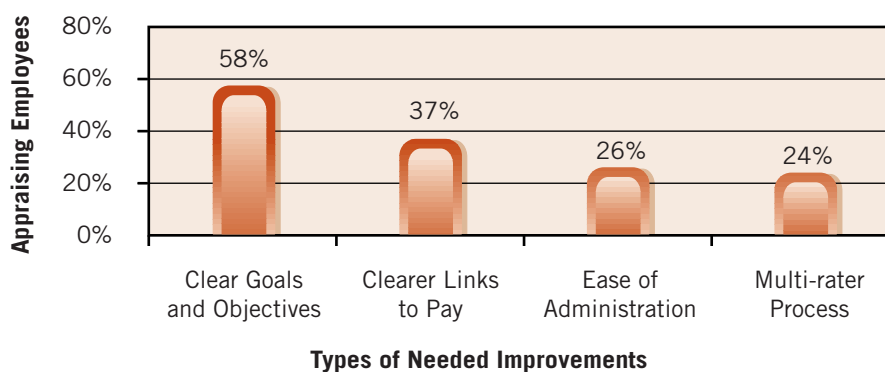 Appraising Employees
80%
60%
40%
20%
0%
58%
37%
26%
24%
Clear Goals
and Objectives
Clearer Links
to Pay
Ease of
Administration
Multi-rater
Process
Types of Needed Improvements